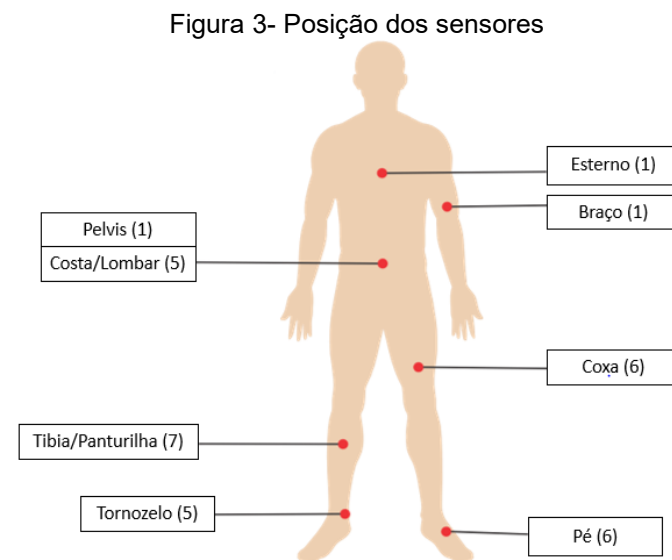 Figura 3- Posição dos sensores
Esterno (1)
Braço (1)
Pelvis (1)
Costa/Lombar (5)
Coxa (6)
Tibia/Panturilha (7)
Tornozelo (5)
Pé (6)